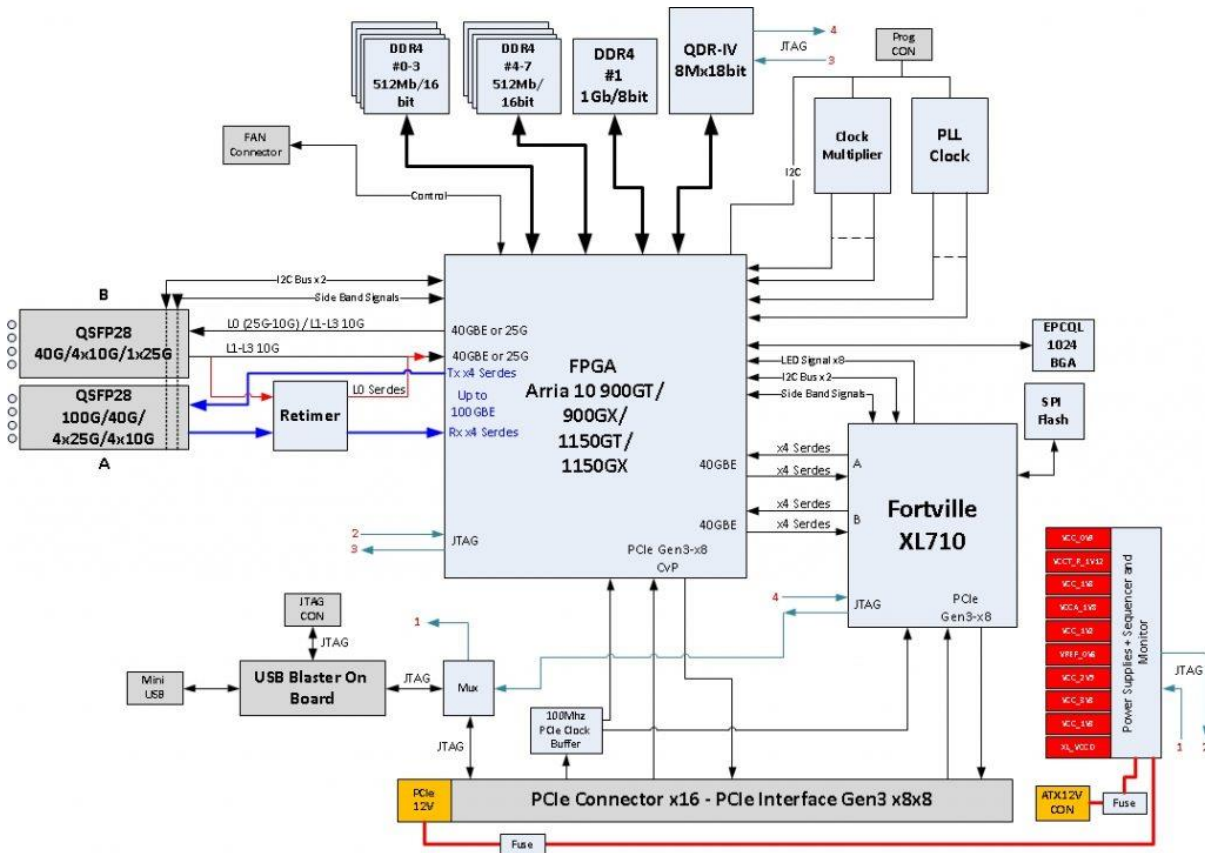 DDR4
#0-3
512Mb/16
bit
DDR4
#4-7
512Mb/
16bit
DDR4
#1
1Gb/8bit
QDR-IV
8Mx18bit
4
JTAG
3
Prog
CON
FAN
Connector
Control
I2C
Clock
Multiplier
PLL
Clock
B
I2C Bus x2
Side Band Signals
QSFP28
40G/4x10G/1x25G
L0 (25G-10G) / L1-L3 10G
L1-L3 10G
40GBE or 25G
40GBE or 25G
Tx x4 Serdes
Up to
100GBE
Rx x4 Serdes
L0 Serdes
Retimer
QSFP28
100G/40G/
4x25G/4x10G
A
FPGA
Arria 10 900GT/
900GX/
1150GT/
1150GX
EPCQL
1024
BGA
LED Signal x8
I2C Bus x2
Side Band Signals
SPI
Flash
40GBE
x4 Serdes
x4 Serdes
A
40GBE
x4 Serdes
x4 Serdes
B
Fortville
XL710
2
3
JTAG
PCIe Gen3-x8
CvP
4
JTAG
PCIe
Gen3-x8
JTAG
CON
JTAG
1
Mini
USB
USB Blaster On
Board
JTAG
Mux
JTAG
100Mhz
PCIe Clock
Buffer
VCC_0V9
VCCT_R_1V12
VCCA_1V8
VCC_1V2
VREF_0V6
XL_VCCD
Power Supplies + Sequencer and
Monitor
JTAG
1
2
PCIe
12V
PCIe Connector x16 - PCIe Interface Gen3 x8x8
ATX12V
CON
Fuse
Fuse